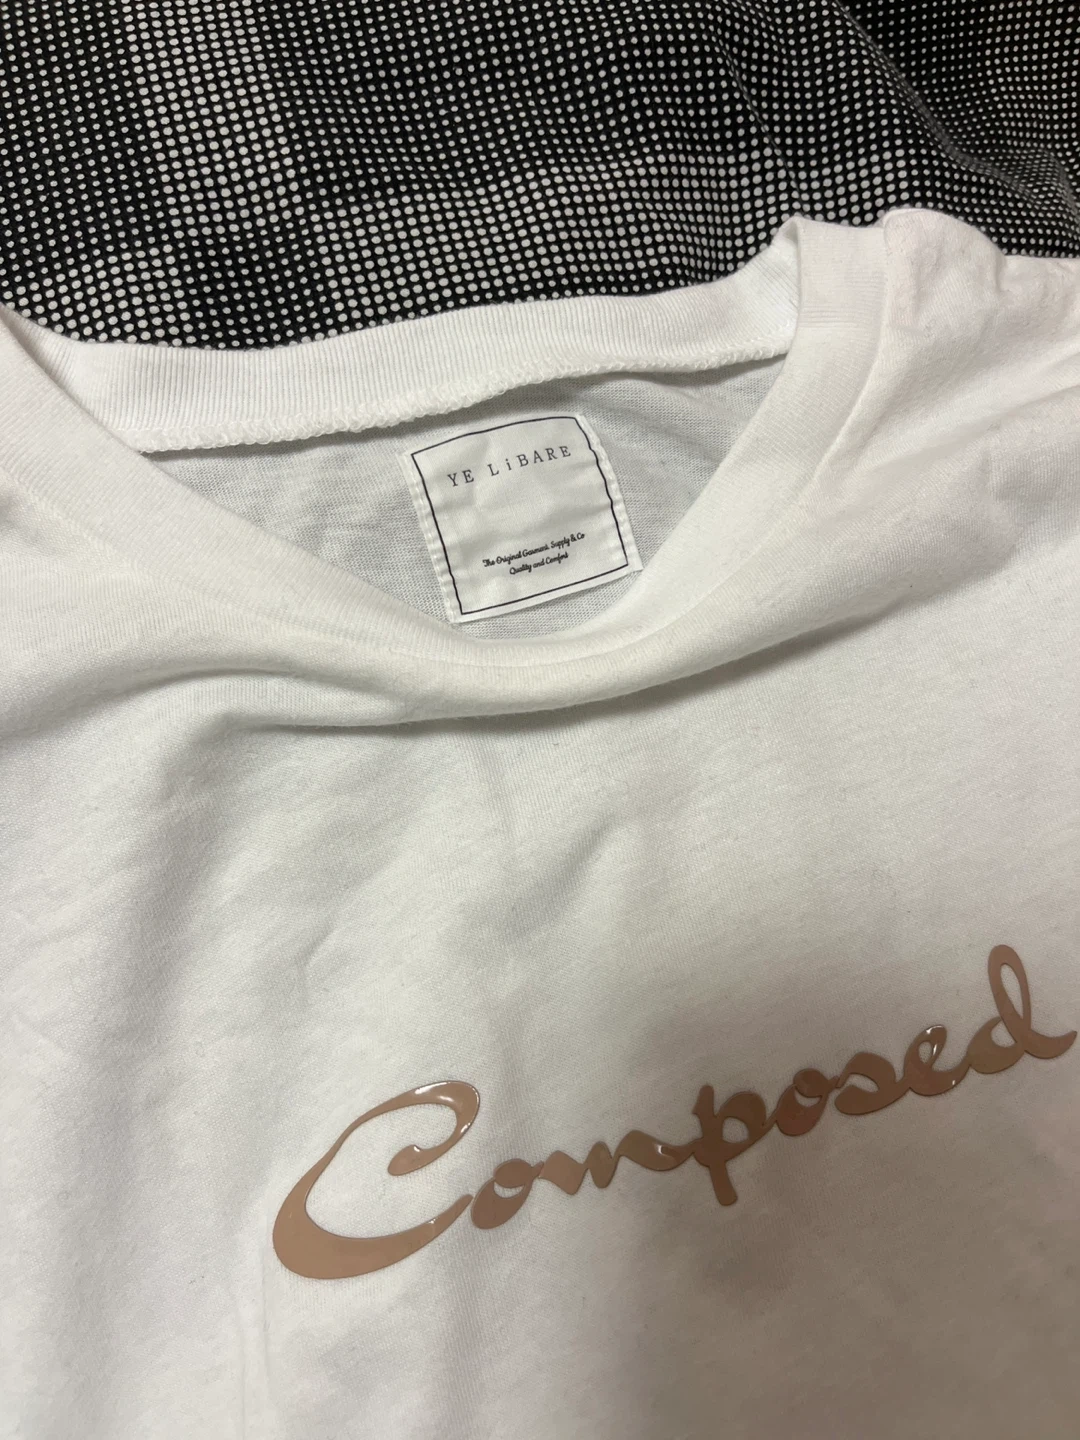 YE LiBARE
The Original Garment Supply & Co
Quality and Comfort
Composed